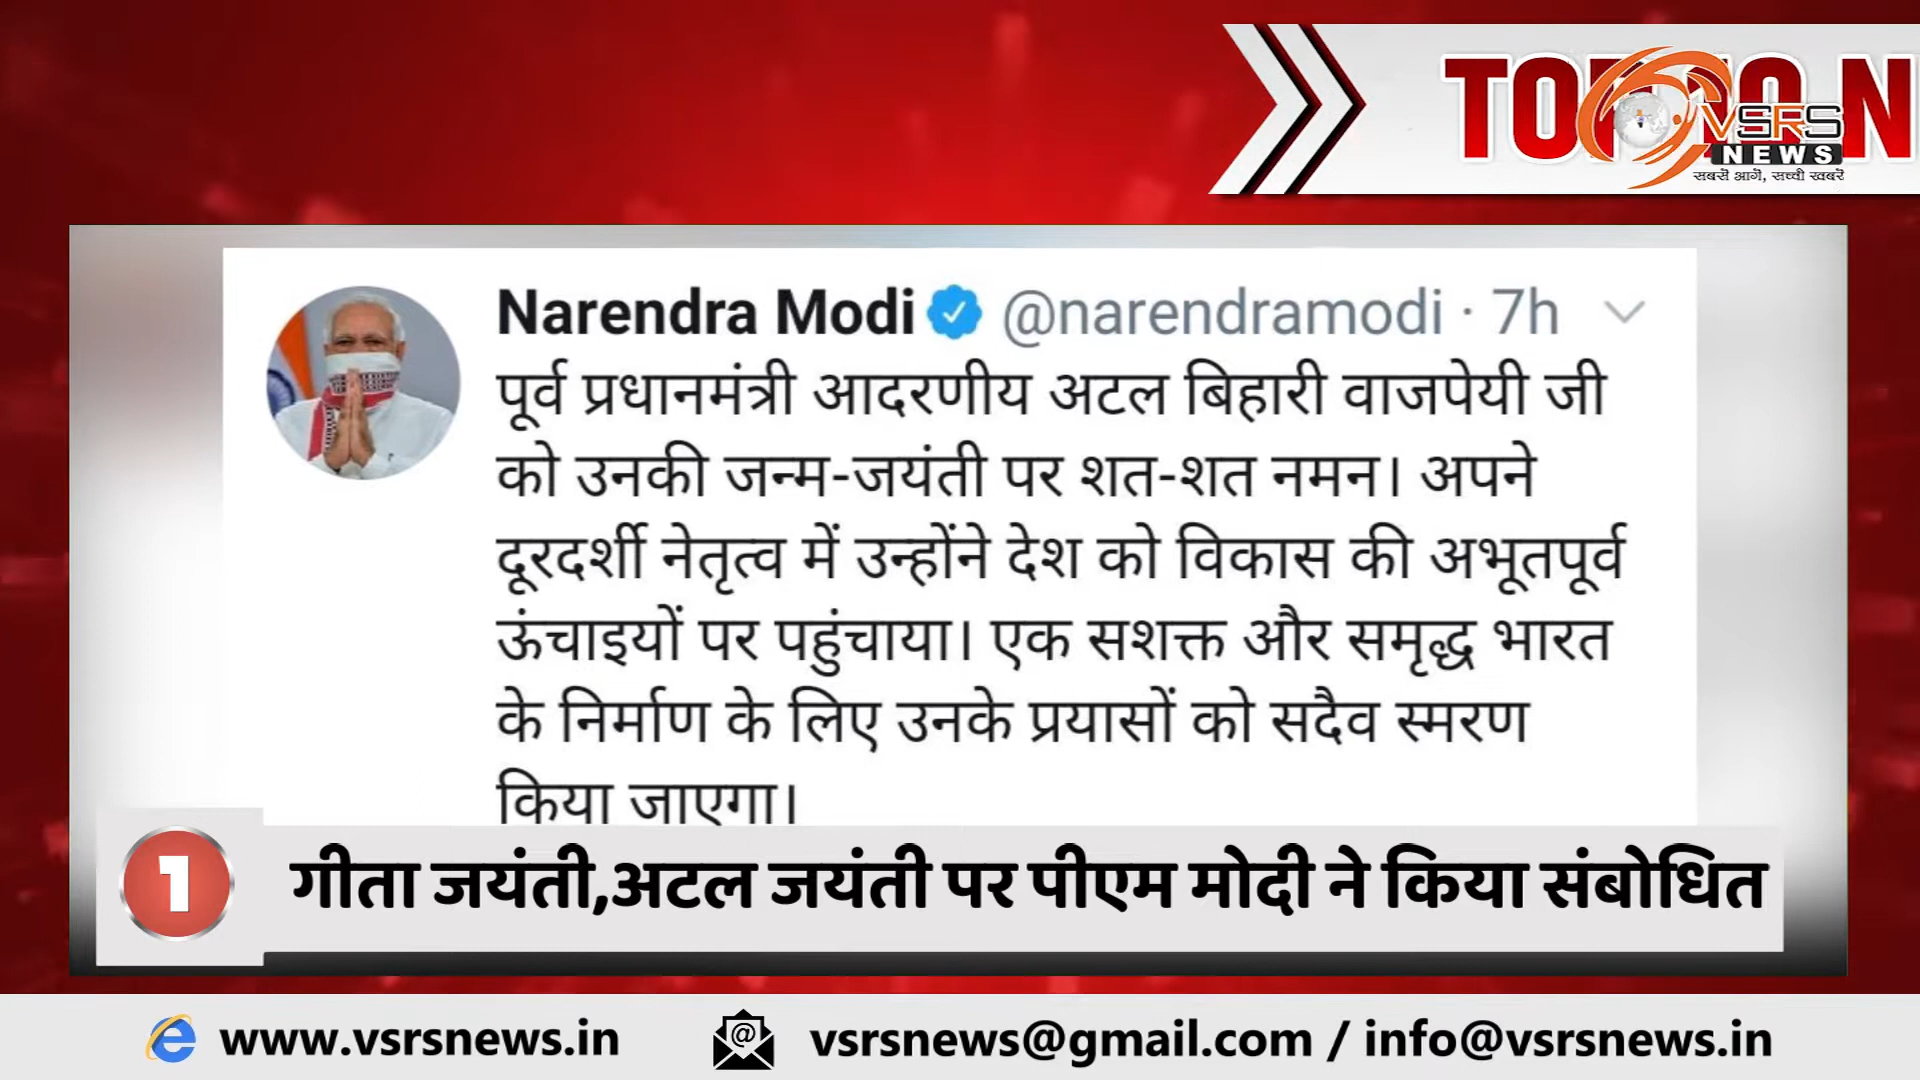 VSRS
NEWS
सबसे आगे, सच्ची खबरें
Narendra Modi @narendramodi · 7h
पूर्व प्रधानमंत्री आदरणीय अटल बिहारी वाजपेयी जी
को उनकी जन्म-जयंती पर शत-शत नमन। अपने
दूरदर्शी नेतृत्व में उन्होंने देश को विकास की अभूतपूर्व
ऊंचाइयों पर पहुंचाया। एक सशक्त और समृद्ध भारत
के निर्माण के लिए उनके प्रयासों को सदैव स्मरण
किया जाएगा।
1 गीता जयंती,अटल जयंती पर पीएम मोदी ने किया संबोधित
www.vsrsnews.in vsrsnews@gmail.com / info@vsrsnews.in